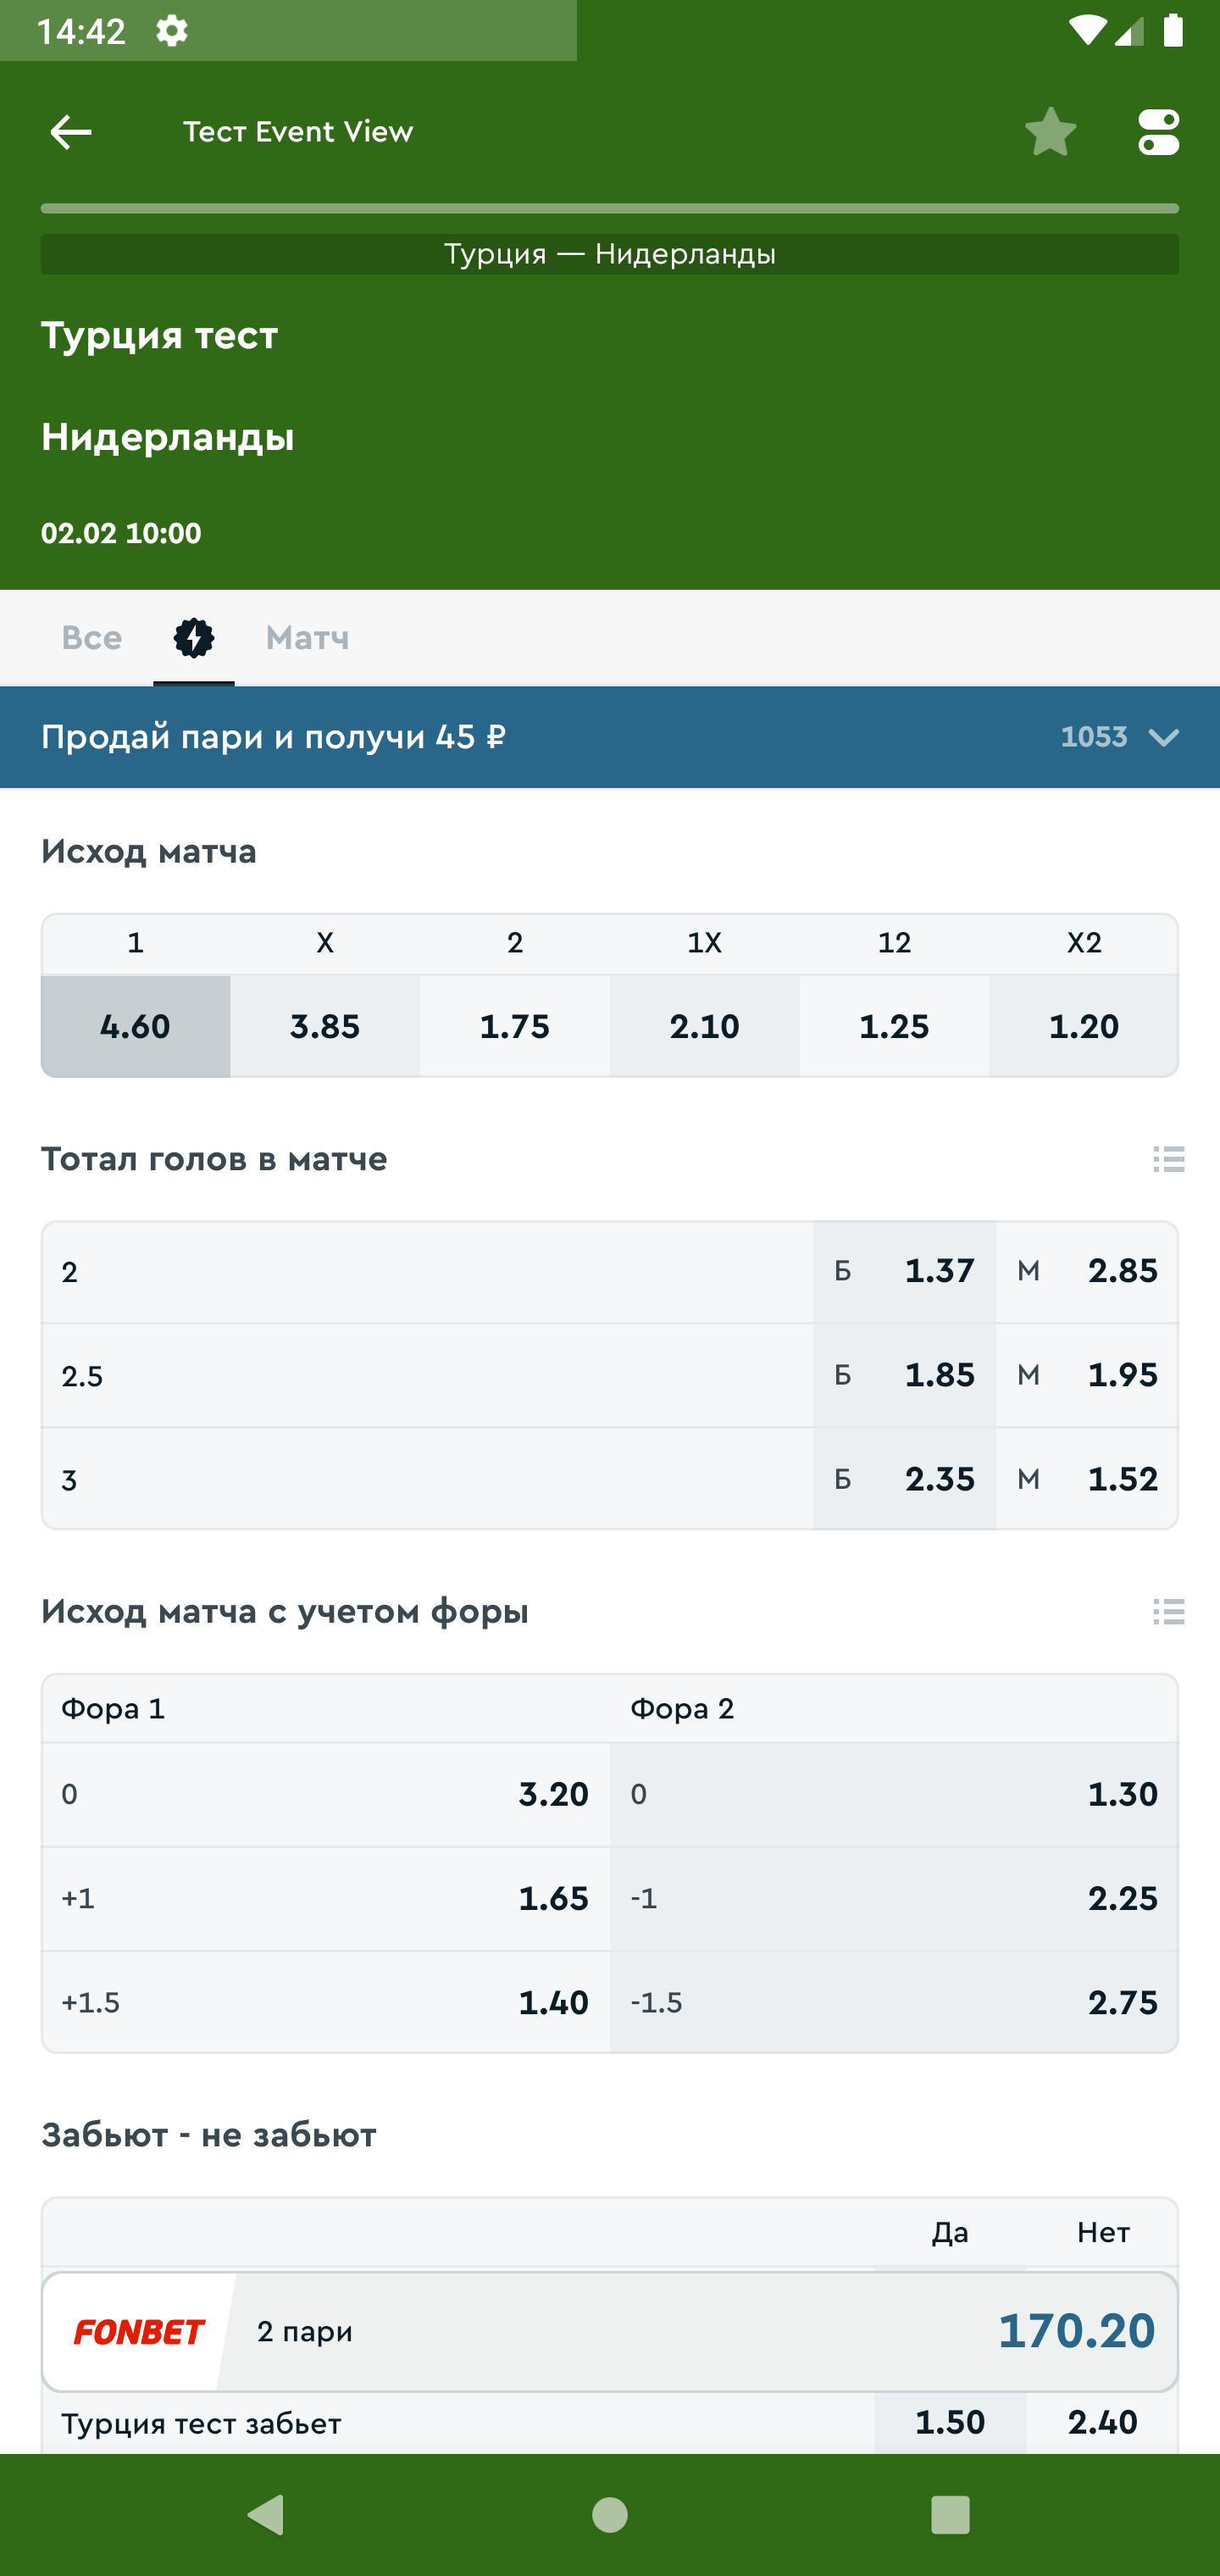 14:42
Тест Event View
Турция — Нидерланды
Турция тест
Нидерланды
02.02 10:00
Все Матч
Продай пари и получи 45 ₽ 1053
Исход матча
1 X 2 1X 12 X2
4.60 3.85 1.75 2.10 1.25 1.20
Тотал голов в матче
2 Б 1.37 М 2.85
2.5 Б 1.85 М 1.95
3 Б 2.35 М 1.52
Исход матча с учетом форы
Фора 1 Фора 2
0 3.20 0 1.30
+1 1.65 -1 2.25
+1.5 1.40 -1.5 2.75
Забьют - не забьют
Да Нет
FONBET 2 пари 170.20
Турция тест забьет 1.50 2.40